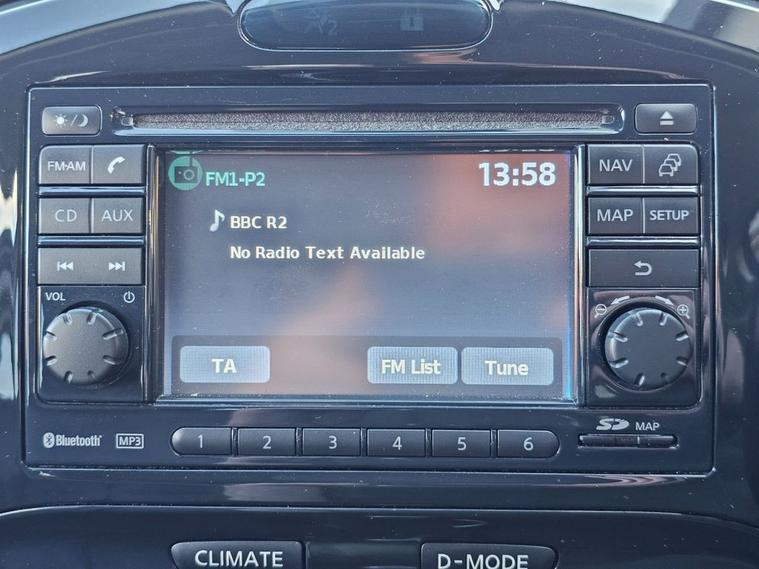 FM1-P2
13:58
BBC R2
No Radio Text Available
TA
FM List
Tune
FM·AM
CD
AUX
VOL
NAV
MAP
SETUP
Bluetooth
MP3
1
2
3
4
5
6
SD
MAP
CLIMATE
D-MODE